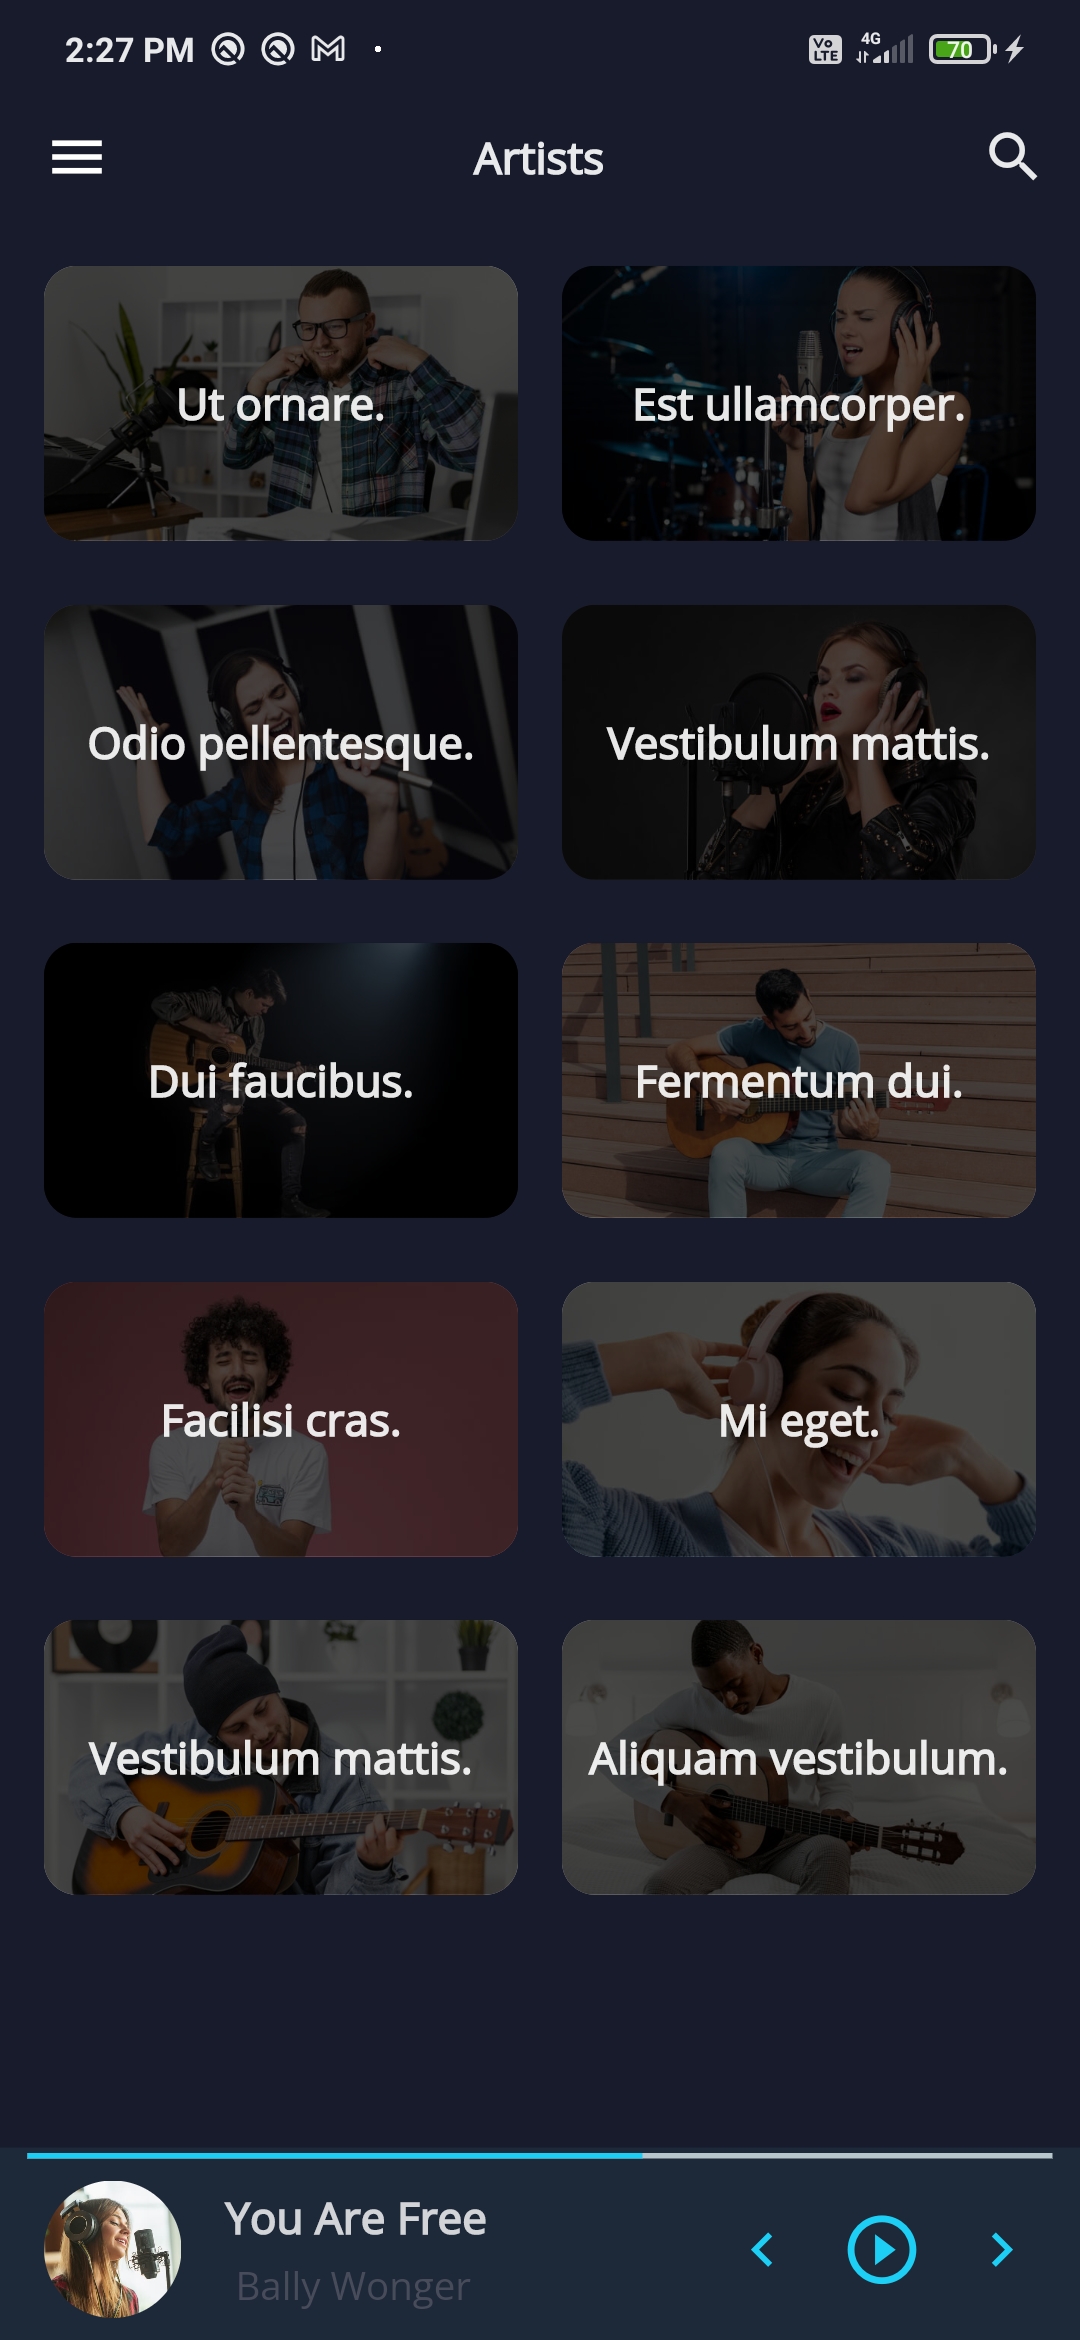 2:27 PM
Vo LTE
4G
70
Artists
Ut ornare.
Est ullamcorper.
Odio pellentesque.
Vestibulum mattis.
Dui faucibus.
Fermentum dui.
Facilisi cras.
Mi eget.
Vestibulum mattis.
Aliquam vestibulum.
You Are Free
Bally Wonger